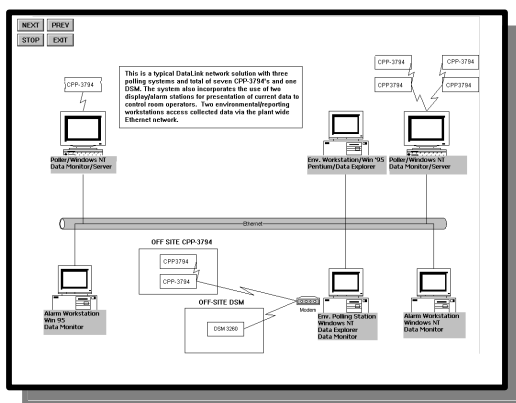 NEXT PREV
STOP EXIT
This is a typical DataLink network solution with three
polling systems and total of seven CPP-3794's and one
DSM. The system also incorporates the use of two
display/alarm stations for presentation of current data to
control room operators. Two environmental/reporting
workstations access collected data via the plant wide
Ethernet network.
CPP-3794
CPP-3794
CPP-3794
CPP3794
CPP3794
Poller/Windows NT
Data Monitor/Server
Env. Workstation/Win '95
Pentium/Data Explorer
Poller/Windows NT
Data Monitor/Server
Ethernet
OFF SITE CPP-3794
CPP3794
CPP-3794
OFF-SITE DSM
DSM 3260
Modem
Alarm Workstation
Win 95
Data Monitor
Env. Polling Station
Windows NT
Data Explorer
Data Monitor
Alarm Workstation
Windows NT
Data Monitor